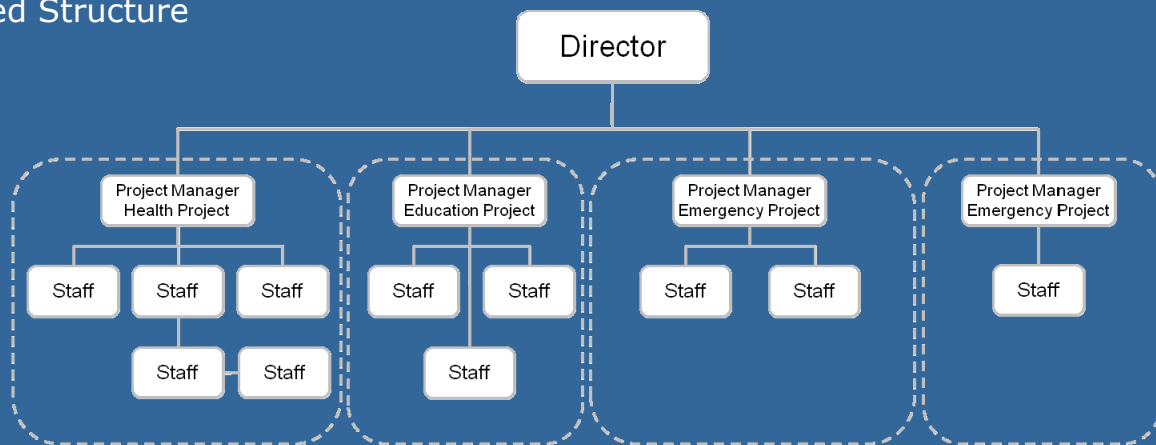 ed Structure
Director
Project Manager
Health Project
Project Manager
Education Project
Project Manager
Emergency Project
Project Manager
Emergency Project
Staff
Staff
Staff
Staff
Staff
Staff
Staff
Staff
Staff
Staff
Staff